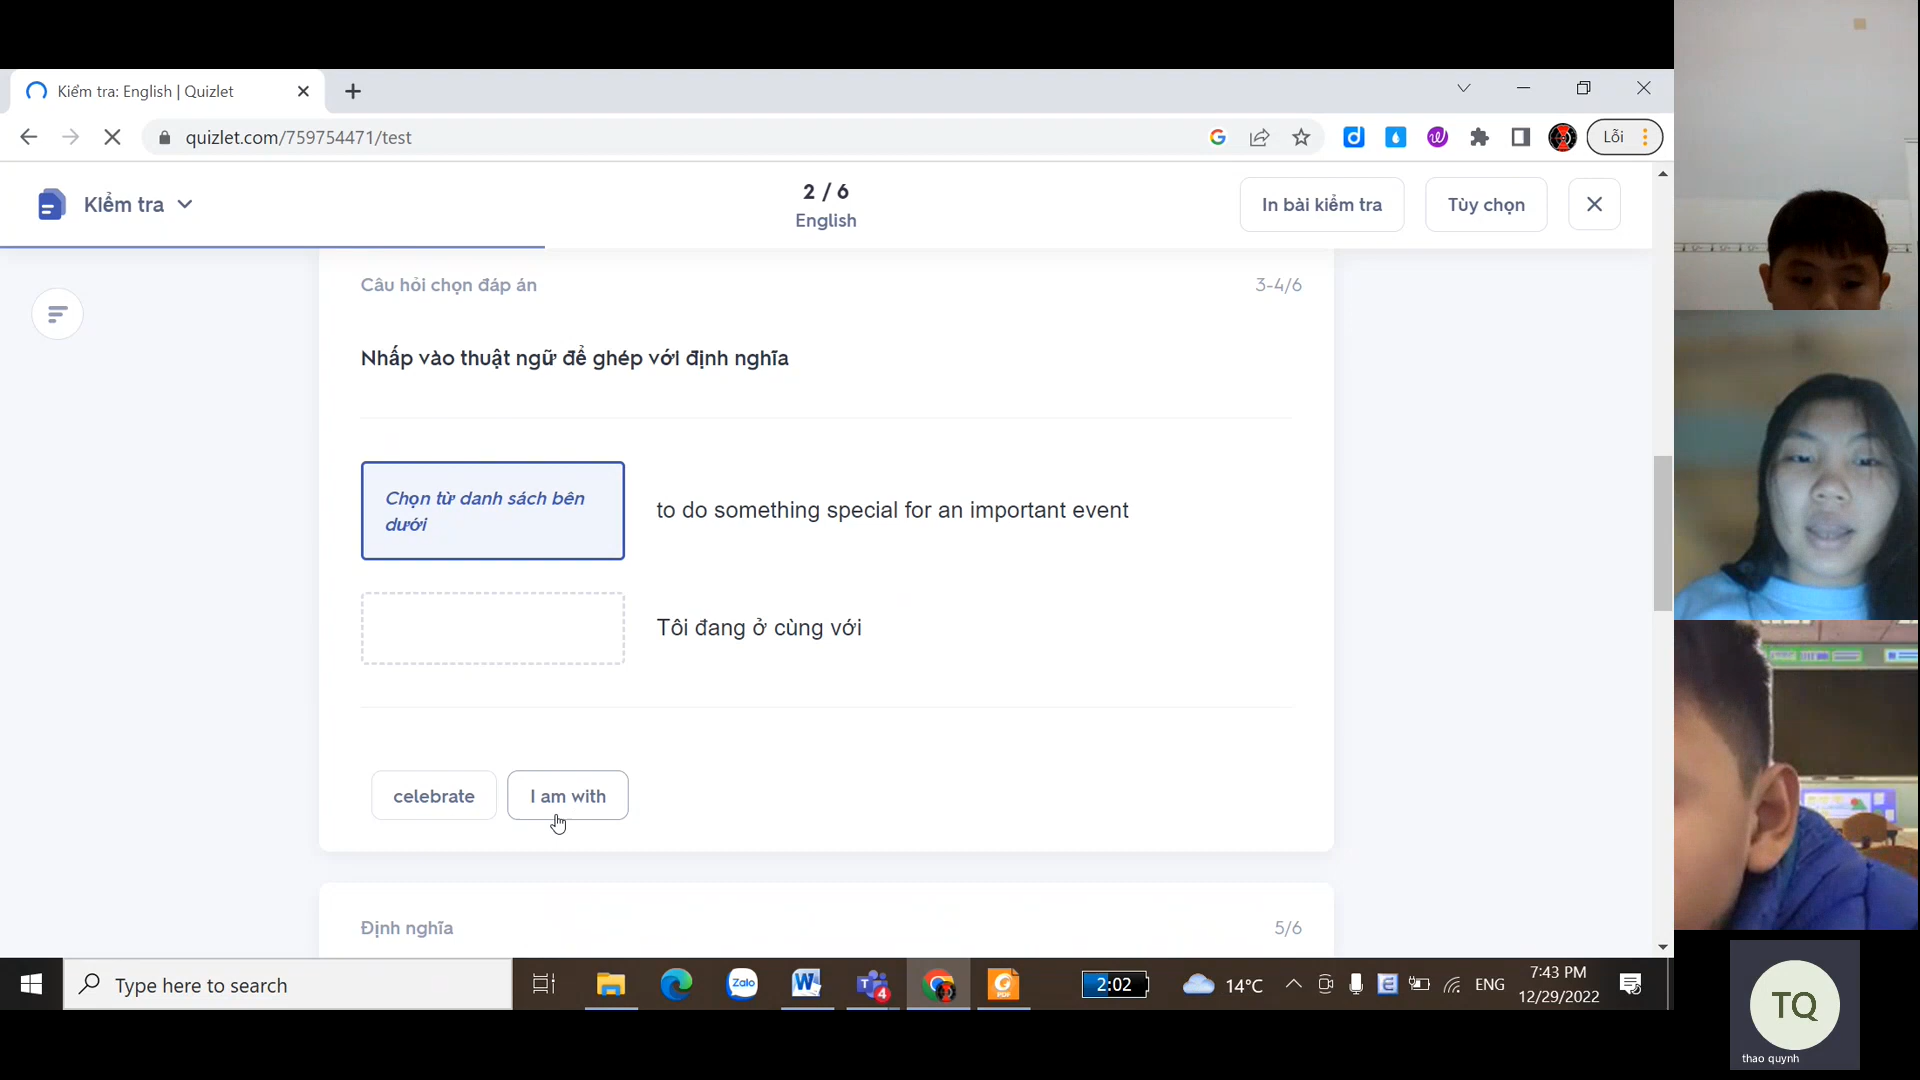 Kiểm tra: English | Quizlet
quizlet.com/759754471/test
Lỗi
Kiểm tra
2 / 6
English
In bài kiểm tra
Tùy chọn
Câu hỏi chọn đáp án
3-4/6
Nhấp vào thuật ngữ để ghép với định nghĩa
Chọn từ danh sách bên
dưới
to do something special for an important event
Tôi đang ở cùng với
celebrate
I am with
Định nghĩa
5/6
Type here to search
Zalo
W
T
4
PDF
2:02
14°C
ENG
7:43 PM
12/29/2022
TQ
thao quynh